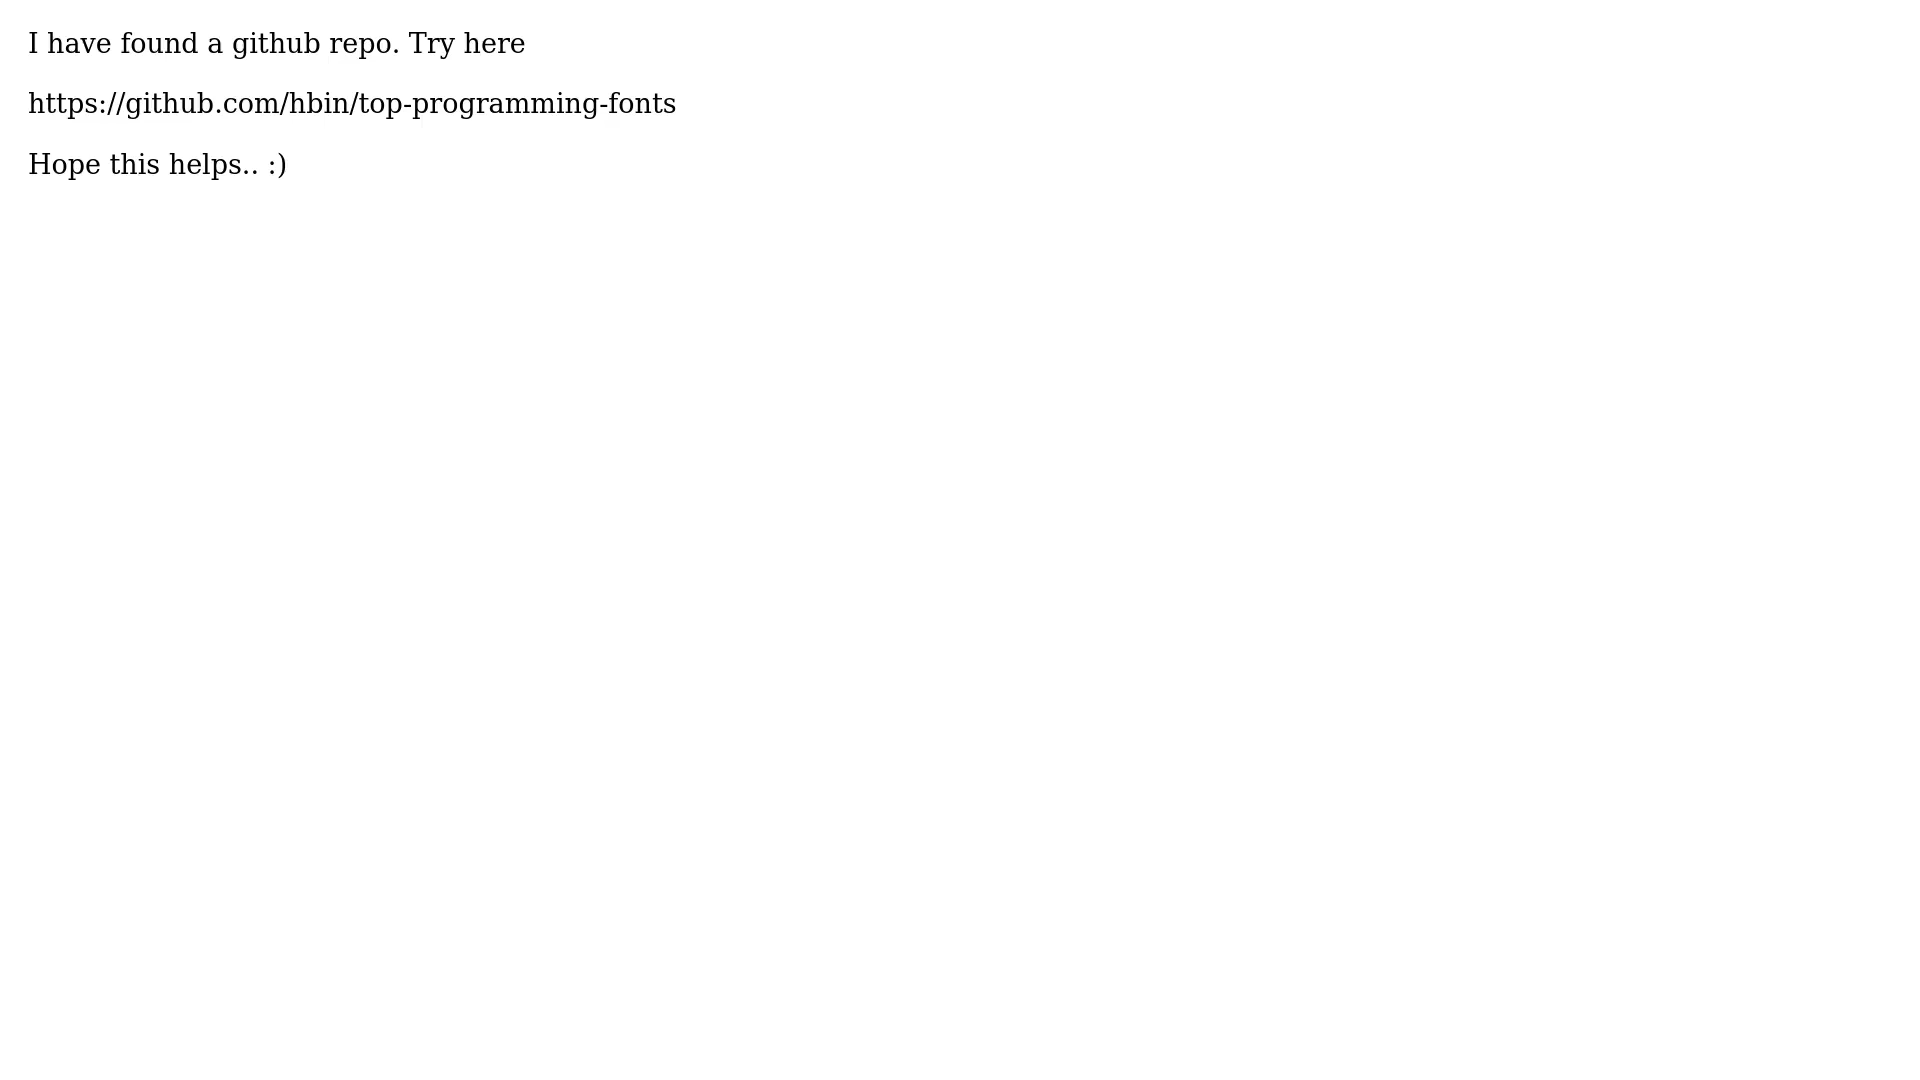 I have found a github repo. Try here
https://github.com/hbin/top-programming-fonts
Hope this helps.. :)